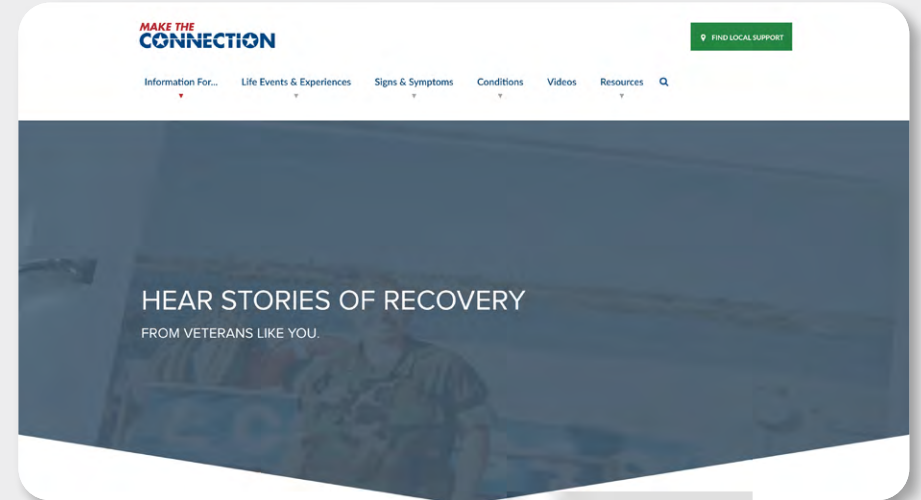 MAKE THE
CONNECTION
FIND LOCAL SUPPORT
Information For... Life Events & Experiences Signs & Symptoms Conditions Videos Resources
HEAR STORIES OF RECOVERY
FROM VETERANS LIKE YOU.